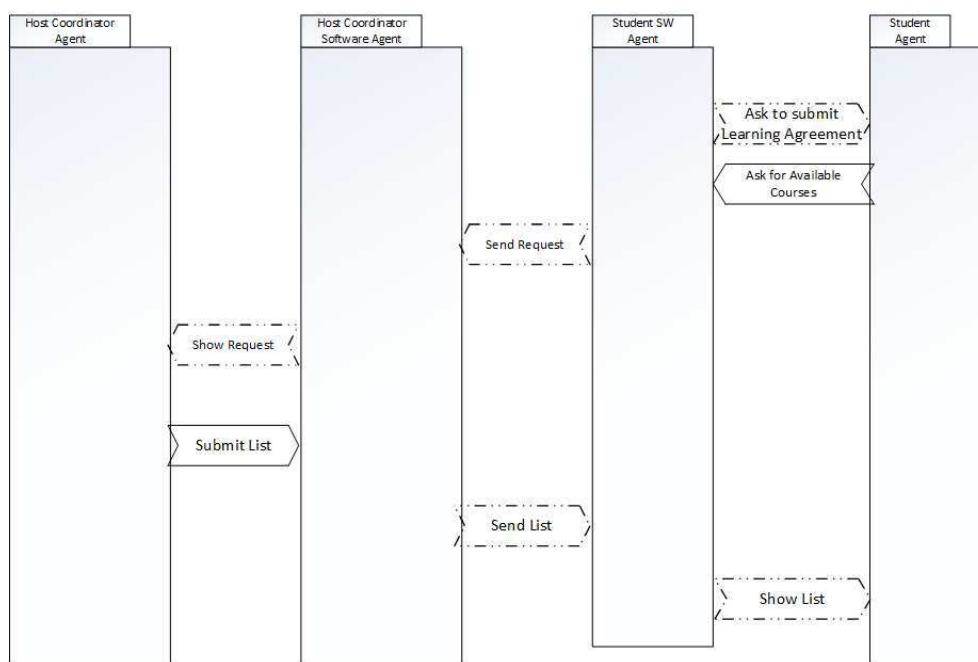 Host Coordinator
Agent
Host Coordinator
Software Agent
Student SW
Agent
Student
Agent
Ask to submit
Learning Agreement
Ask for Available
Courses
Send Request
Show Request
Submit List
Send List
Show List